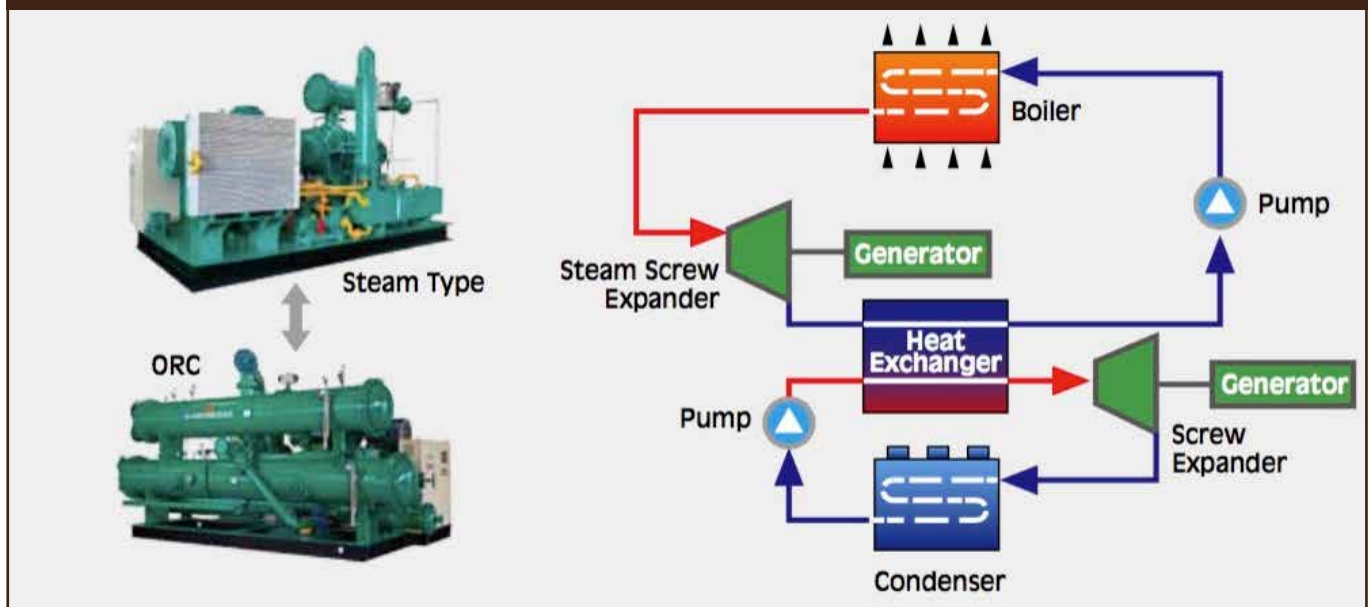 Steam Type
ORC
Boiler
Pump
Generator
Steam Screw
Expander
Heat
Exchanger
Generator
Pump
Screw
Expander
Condenser